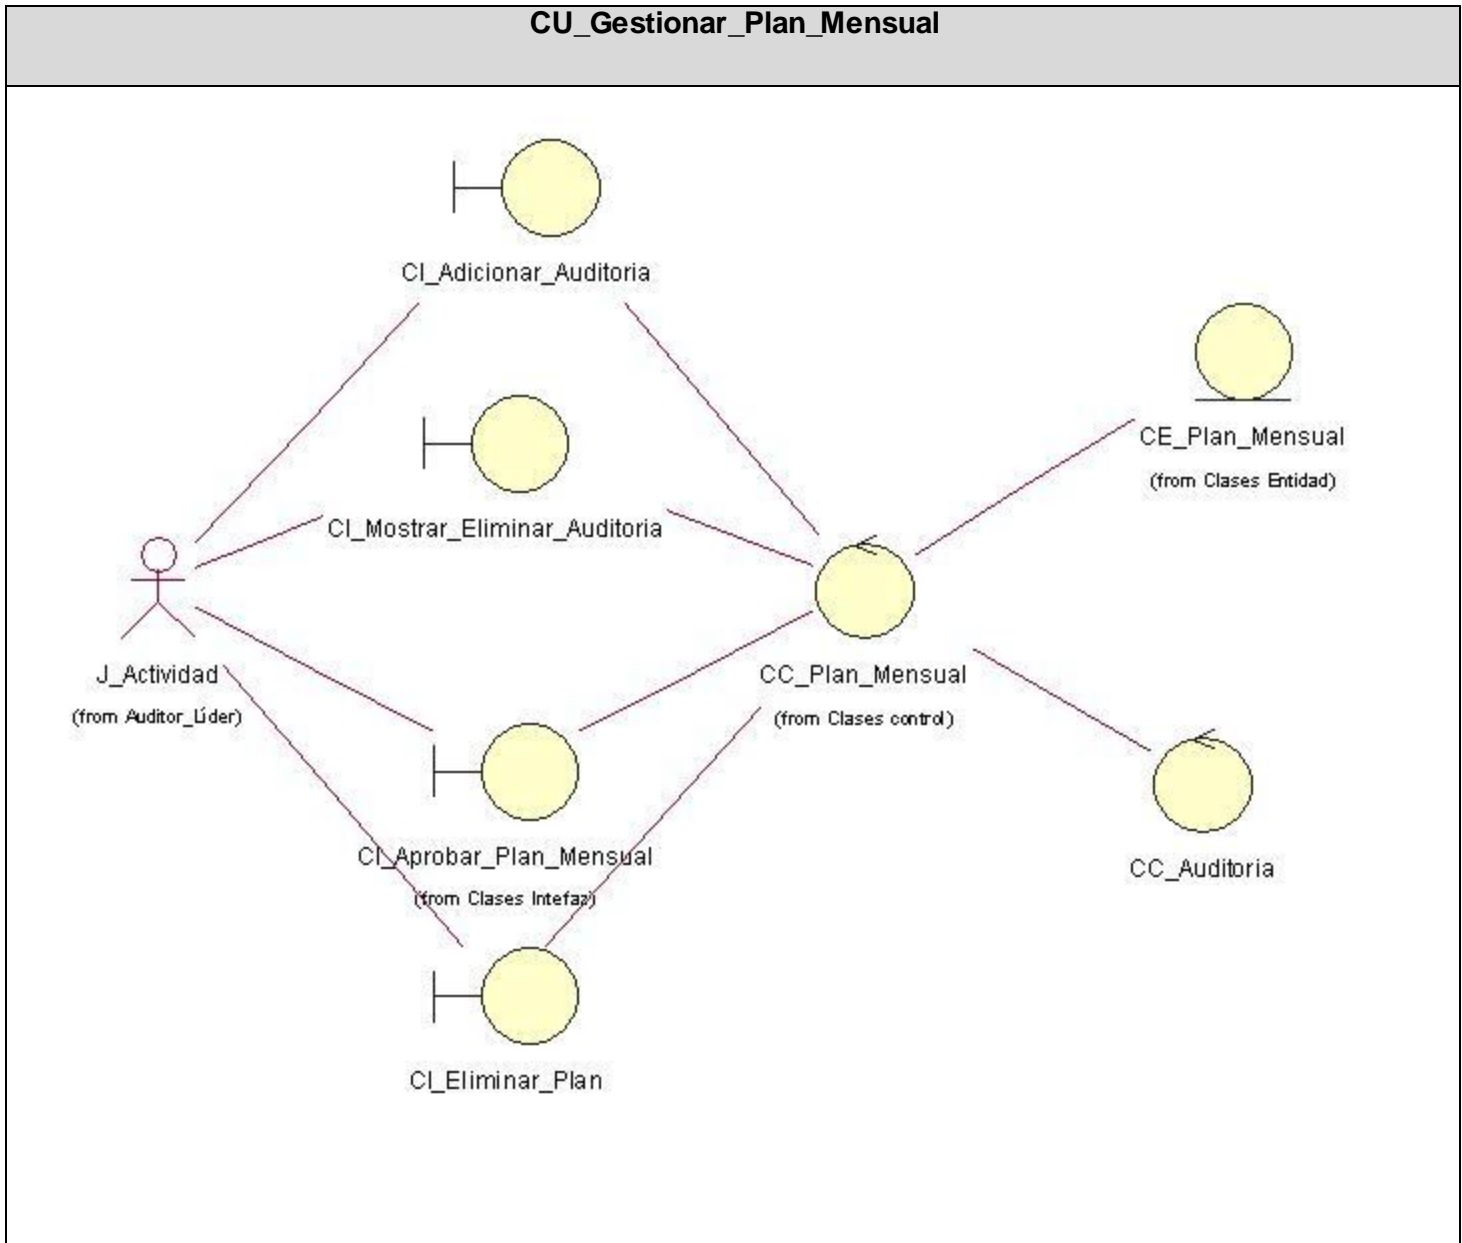 CU_Gestionar_Plan_Mensual
CI_Adicionar_Auditoria
CE_Plan_Mensual
(from Clases Entidad)
CI_Mostrar_Eliminar_Auditoria
J_Actividad
(from Auditor_Líder)
CC_Plan_Mensual
(from Clases control)
CI_Aprobar_Plan_Mensual
(from Clases Intefaz)
CC_Auditoria
CI_Eliminar_Plan